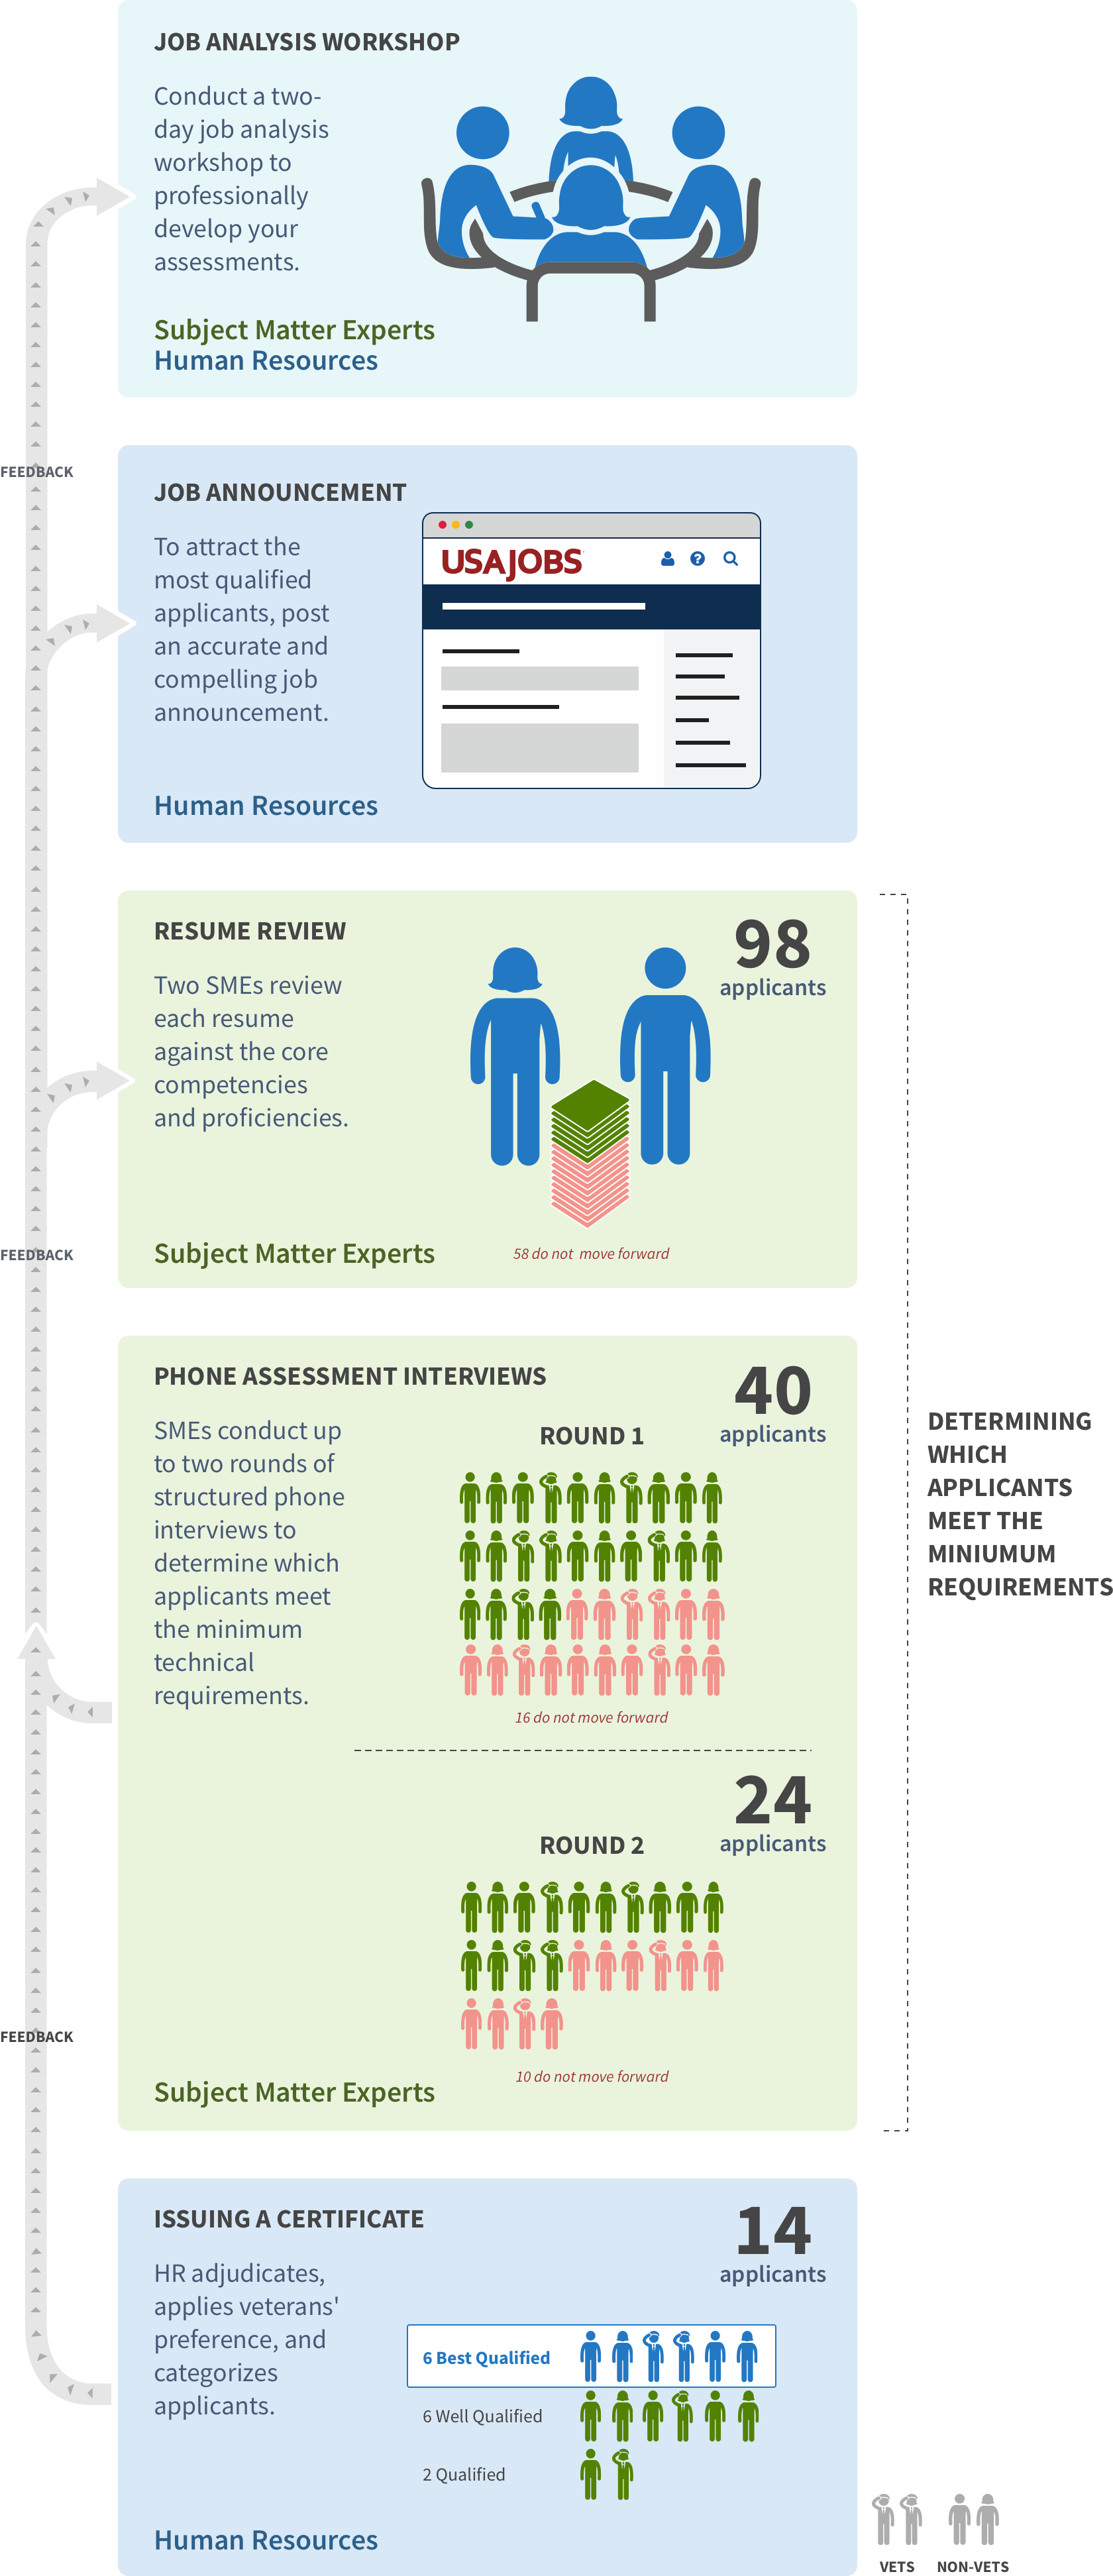 JOB ANALYSIS WORKSHOP
Conduct a two-
day job analysis
workshop to
professionally
develop your
assessments.
Subject Matter Experts
Human Resources
FEEDBACK
JOB ANNOUNCEMENT
To attract the
most qualified
applicants, post
an accurate and
compelling job
announcement.
USAJOBS
?
Human Resources
RESUME REVIEW
98
applicants
Two SMEs review
each resume
against the core
competencies
and proficiencies.
Subject Matter Experts
58 do not move forward
FEEDBACK
PHONE ASSESSMENT INTERVIEWS
40
applicants
SMEs conduct up
to two rounds of
structured phone
interviews to
determine which
applicants meet
the minimum
technical
requirements.
ROUND 1
16 do not move forward
24
applicants
ROUND 2
10 do not move forward
Subject Matter Experts
DETERMINING
WHICH
APPLICANTS
MEET THE
MINIUMUM
REQUIREMENTS
FEEDBACK
ISSUING A CERTIFICATE
14
applicants
HR adjudicates,
applies veterans'
preference, and
categorizes
applicants.
6 Best Qualified
6 Well Qualified
2 Qualified
Human Resources
VETS
NON-VETS